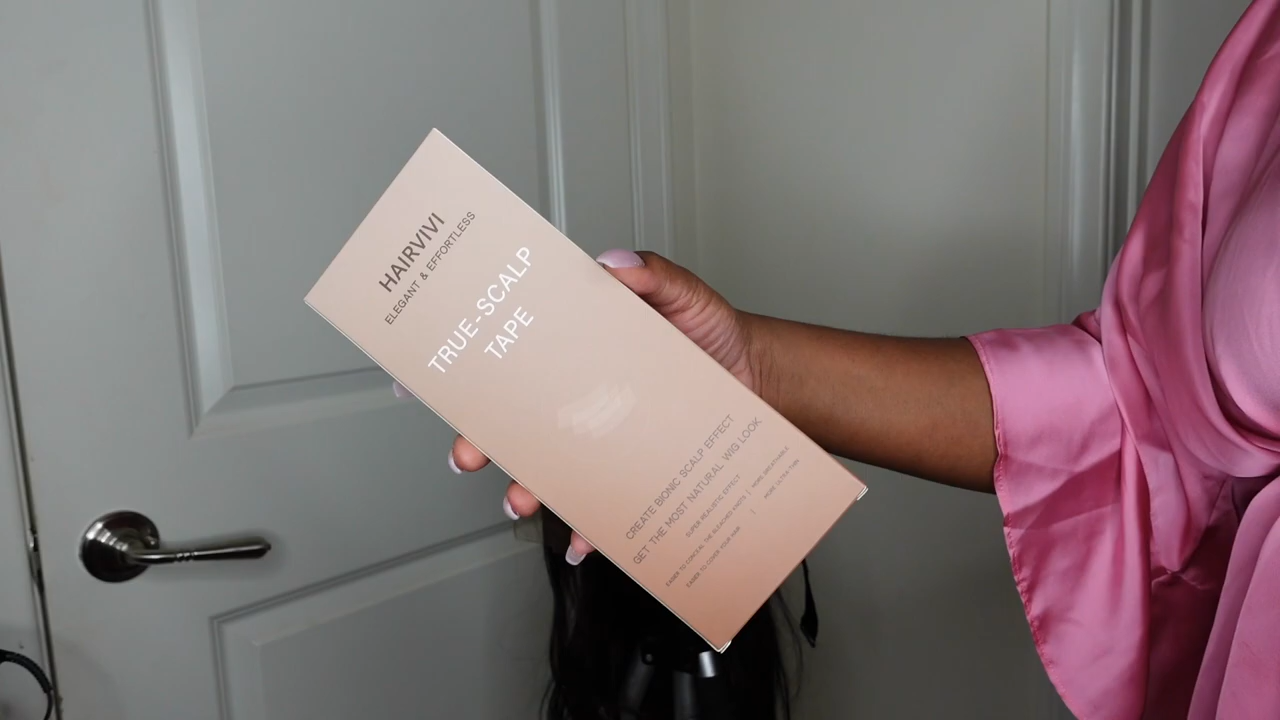 HAIRVIVI
ELEGANT & EFFORTLESS
TRUE-SCALP
TAPE
CREATE BIONIC SCALP EFFECT
GET THE MOST NATURAL WIG LOOK
SUPER REALISTIC EFFECT
EASIER TO CONCEAL THE BLEACHED KNOTS | MORE BREATHABLE
EASIER TO COVER YOUR HAIR | MORE ULTRA-THIN